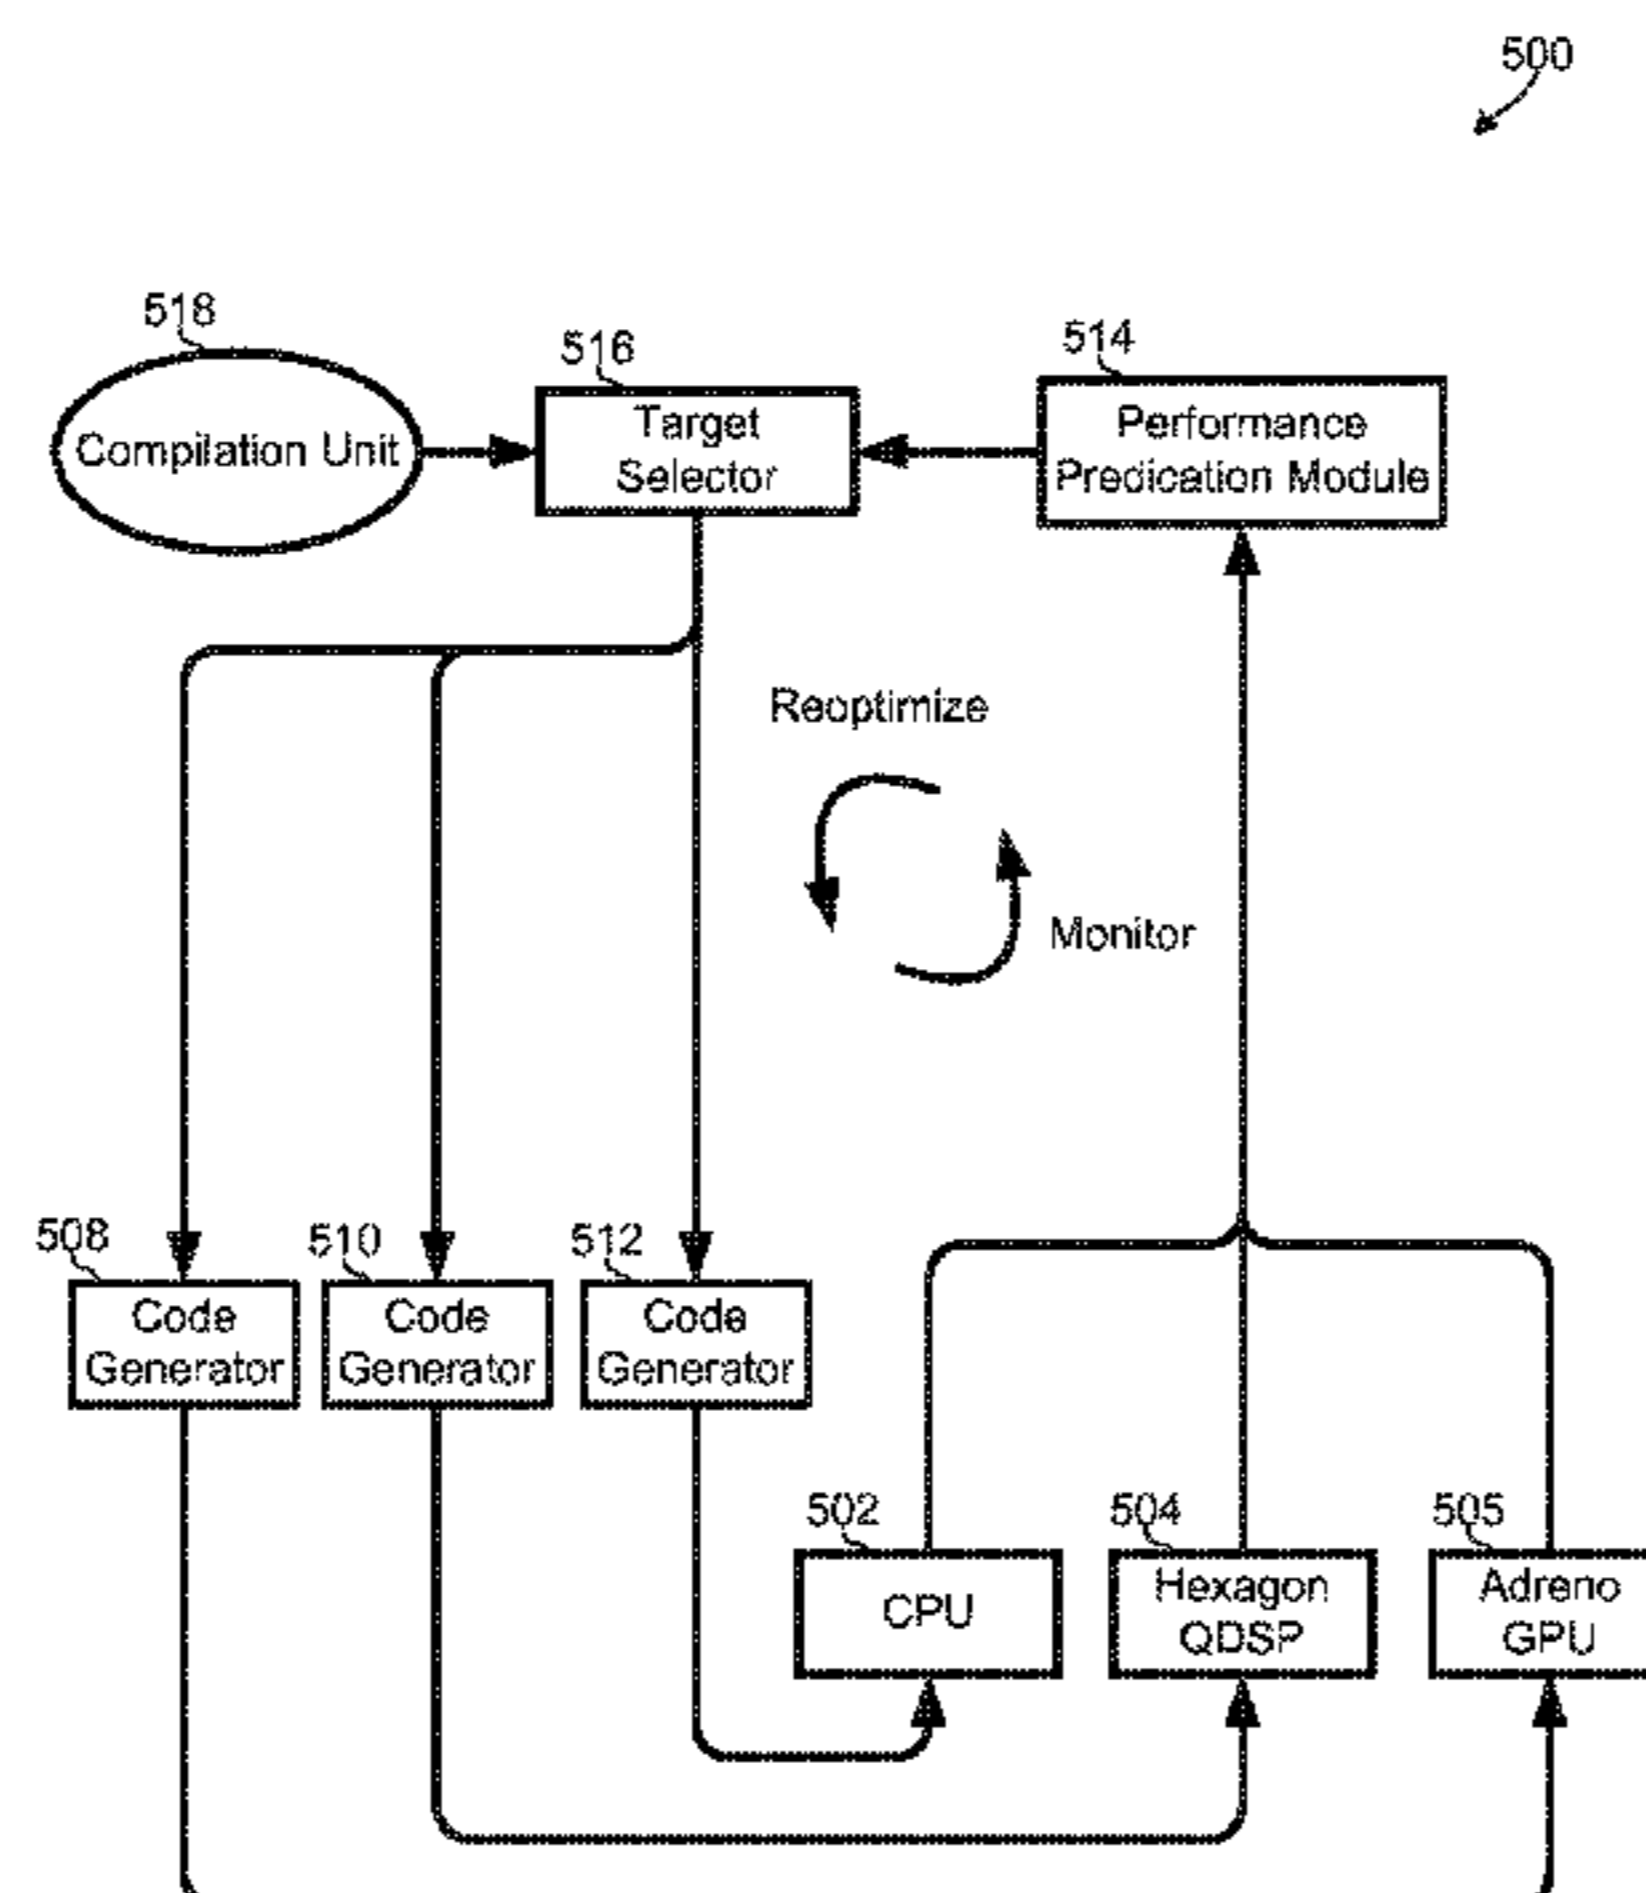 500
518
516
514
Compilation Unit
Target
Selector
Performance
Predication Module
Reoptimize
Monitor
508
510
512
Code
Generator
Code
Generator
Code
Generator
502
504
505
CPU
Hexagon
QDSP
Adreno
GPU